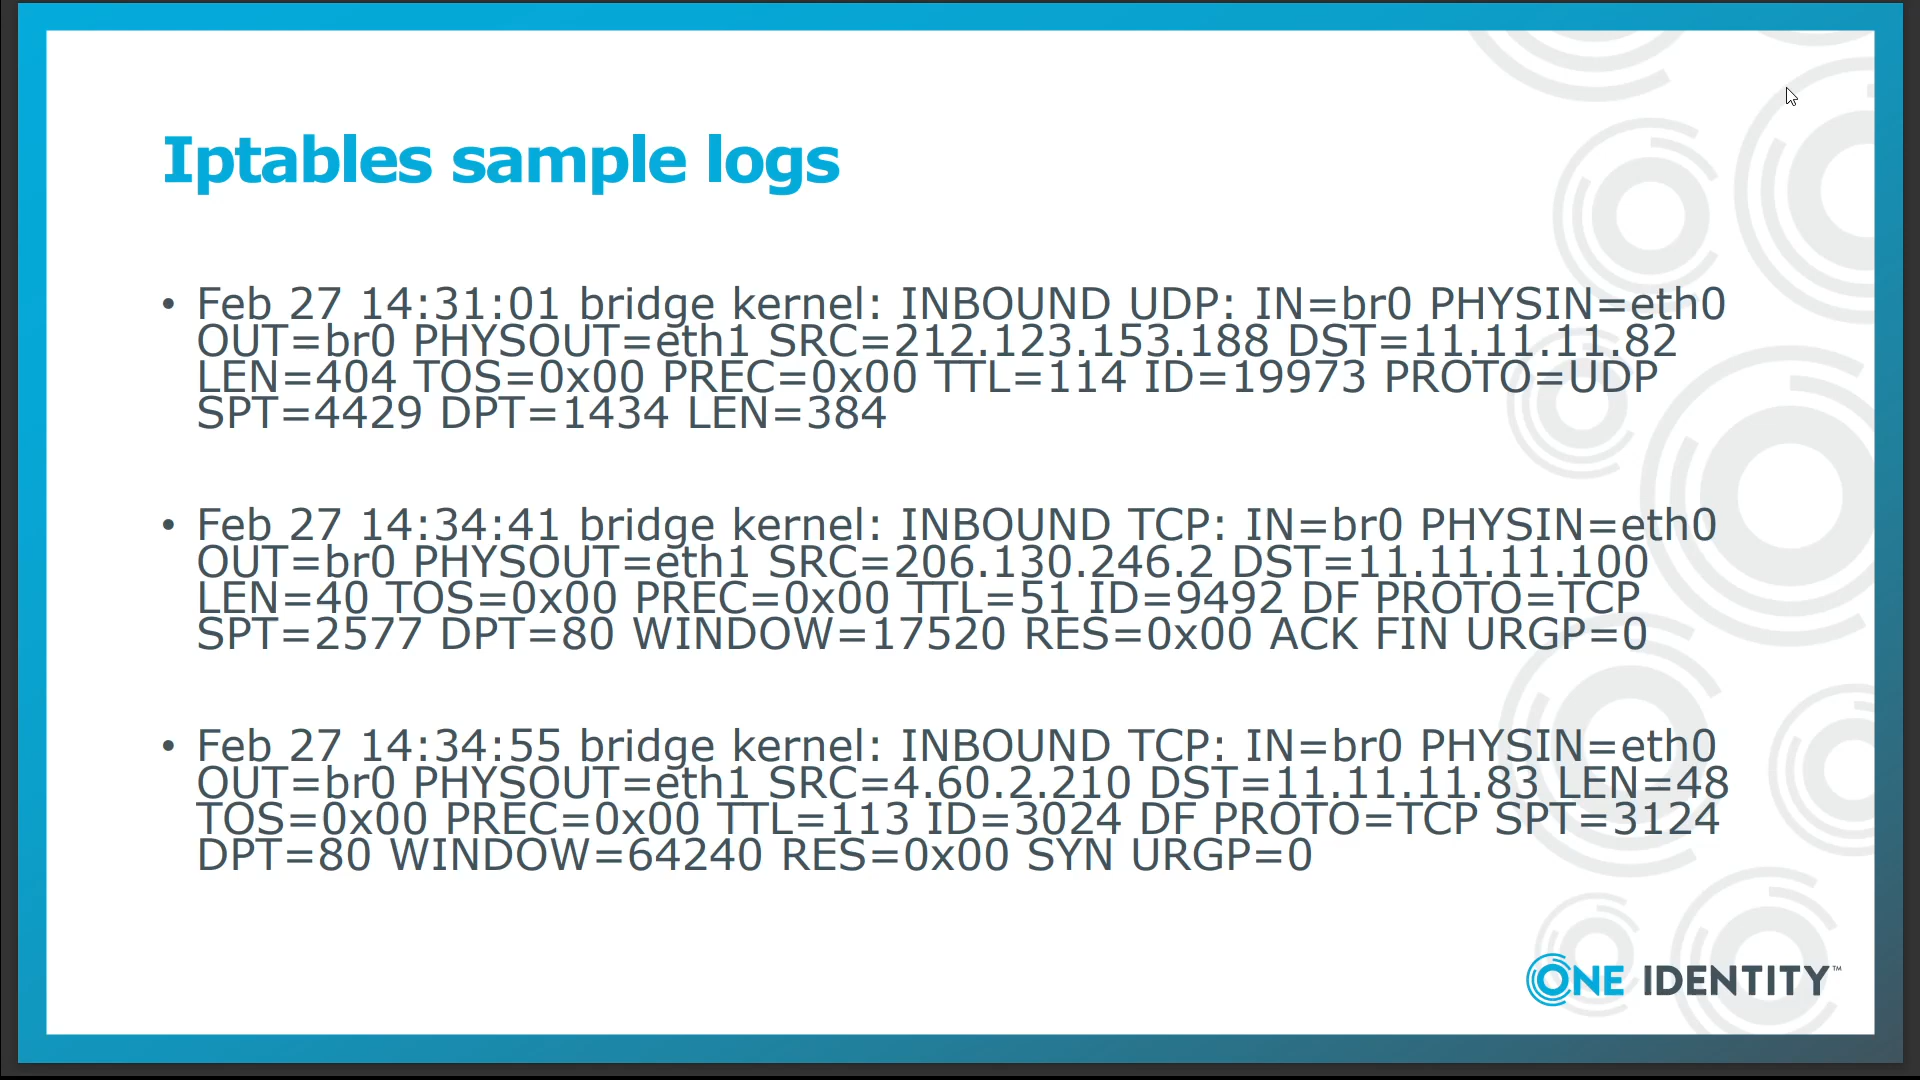 Iptables sample logs
• Feb 27 14:31:01 bridge kernel: INBOUND UDP: IN=br0 PHYSIN=eth0
OUT=br0 PHYSOUT=eth1 SRC=212.123.153.188 DST=11.11.11.82
LEN=404 TOS=0x00 PREC=0x00 TTL=114 ID=19973 PROTO=UDP
SPT=4429 DPT=1434 LEN=384
• Feb 27 14:34:41 bridge kernel: INBOUND TCP: IN=br0 PHYSIN=eth0
OUT=br0 PHYSOUT=eth1 SRC=206.130.246.2 DST=11.11.11.100
LEN=40 TOS=0x00 PREC=0x00 TTL=51 ID=9492 DF PROTO=TCP
SPT=2577 DPT=80 WINDOW=17520 RES=0x00 ACK FIN URGP=0
• Feb 27 14:34:55 bridge kernel: INBOUND TCP: IN=br0 PHYSIN=eth0
OUT=br0 PHYSOUT=eth1 SRC=4.60.2.210 DST=11.11.11.83 LEN=48
TOS=0x00 PREC=0x00 TTL=113 ID=3024 DF PROTO=TCP SPT=3124
DPT=80 WINDOW=64240 RES=0x00 SYN URGP=0
ONE IDENTITY™